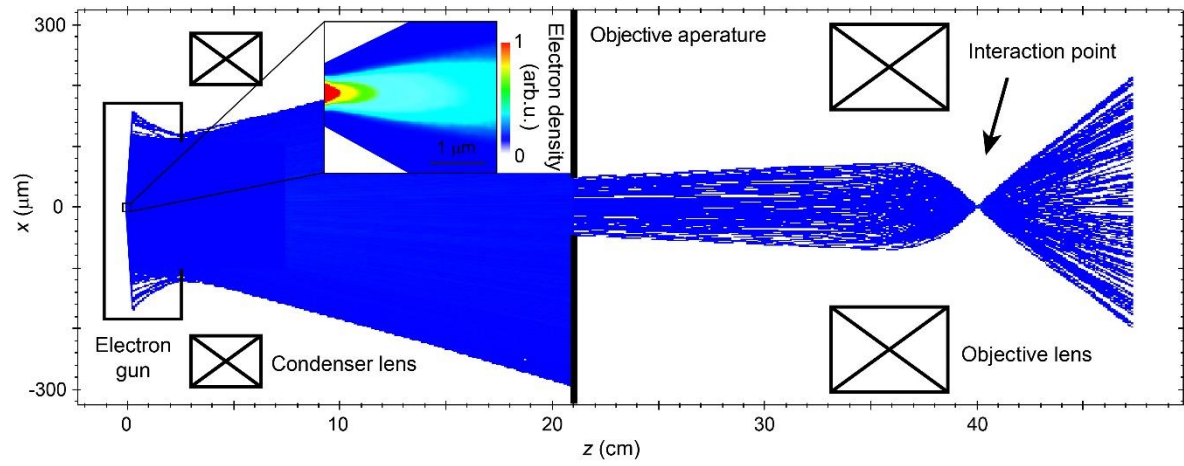 300
0
-300
x (μm)
Electron density
(arb.u.)
1
0
1 μm
Objective aperature
Interaction point
Electron
gun
Condenser lens
Objective lens
0
10
20
30
40
z (cm)